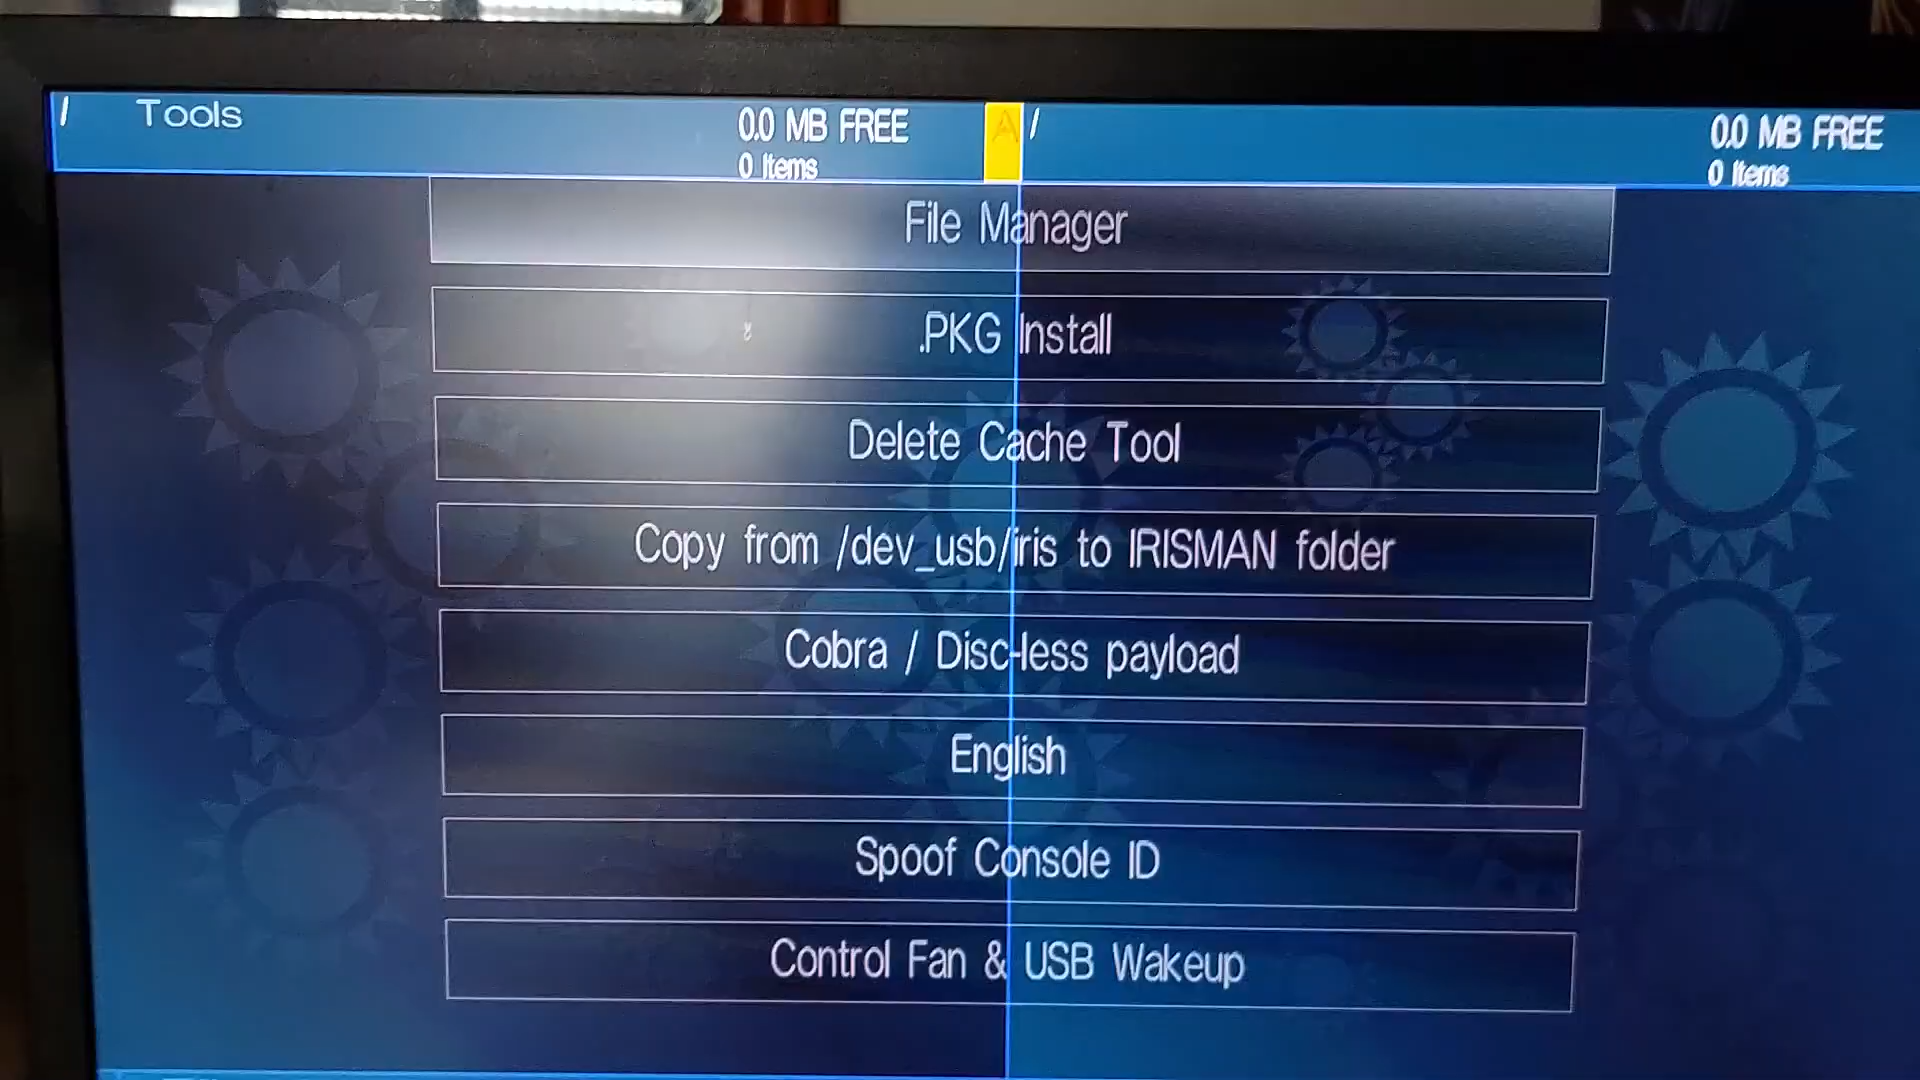 / Tools
0.0 MB FREE
0 Items
A /
0.0 MB FREE
0 Items
File Manager
.PKG Install
Delete Cache Tool
Copy from /dev_usb/iris to IRISMAN folder
Cobra / Disc-less payload
English
Spoof Console ID
Control Fan & USB Wakeup